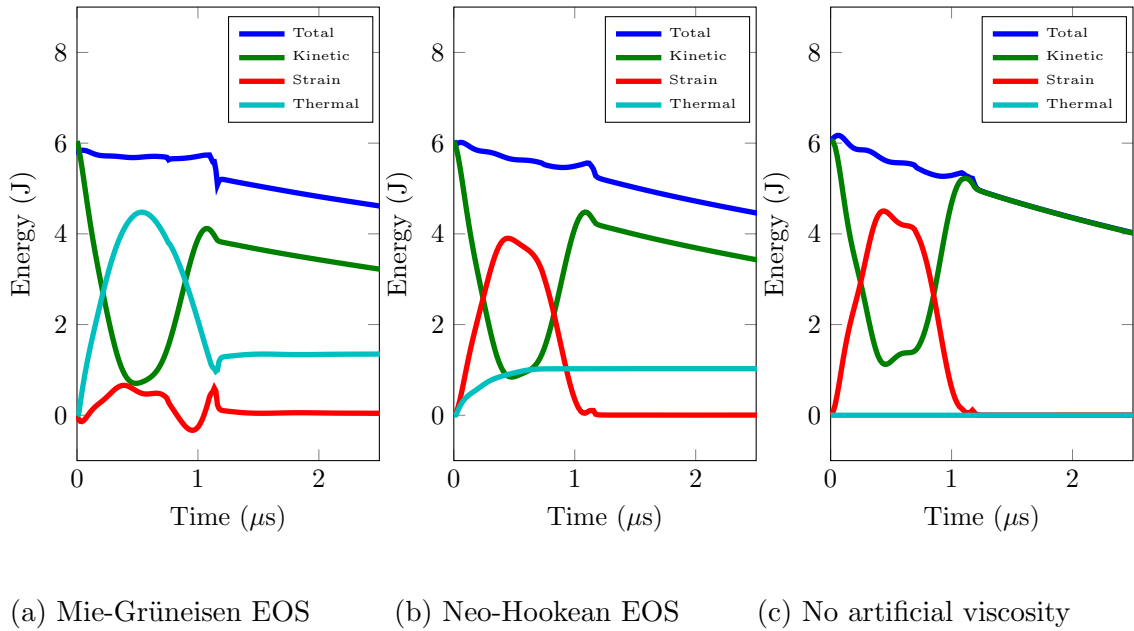 Total
Kinetic
Strain
Thermal
8
6
4
2
0
0
1
2
Energy (J)
Time (μs)
(a) Mie-Grüneisen EOS
Total
Kinetic
Strain
Thermal
8
6
4
2
0
0
1
2
Energy (J)
Time (μs)
(b) Neo-Hookean EOS
Total
Kinetic
Strain
Thermal
8
6
4
2
0
0
1
2
Energy (J)
Time (μs)
(c) No artificial viscosity